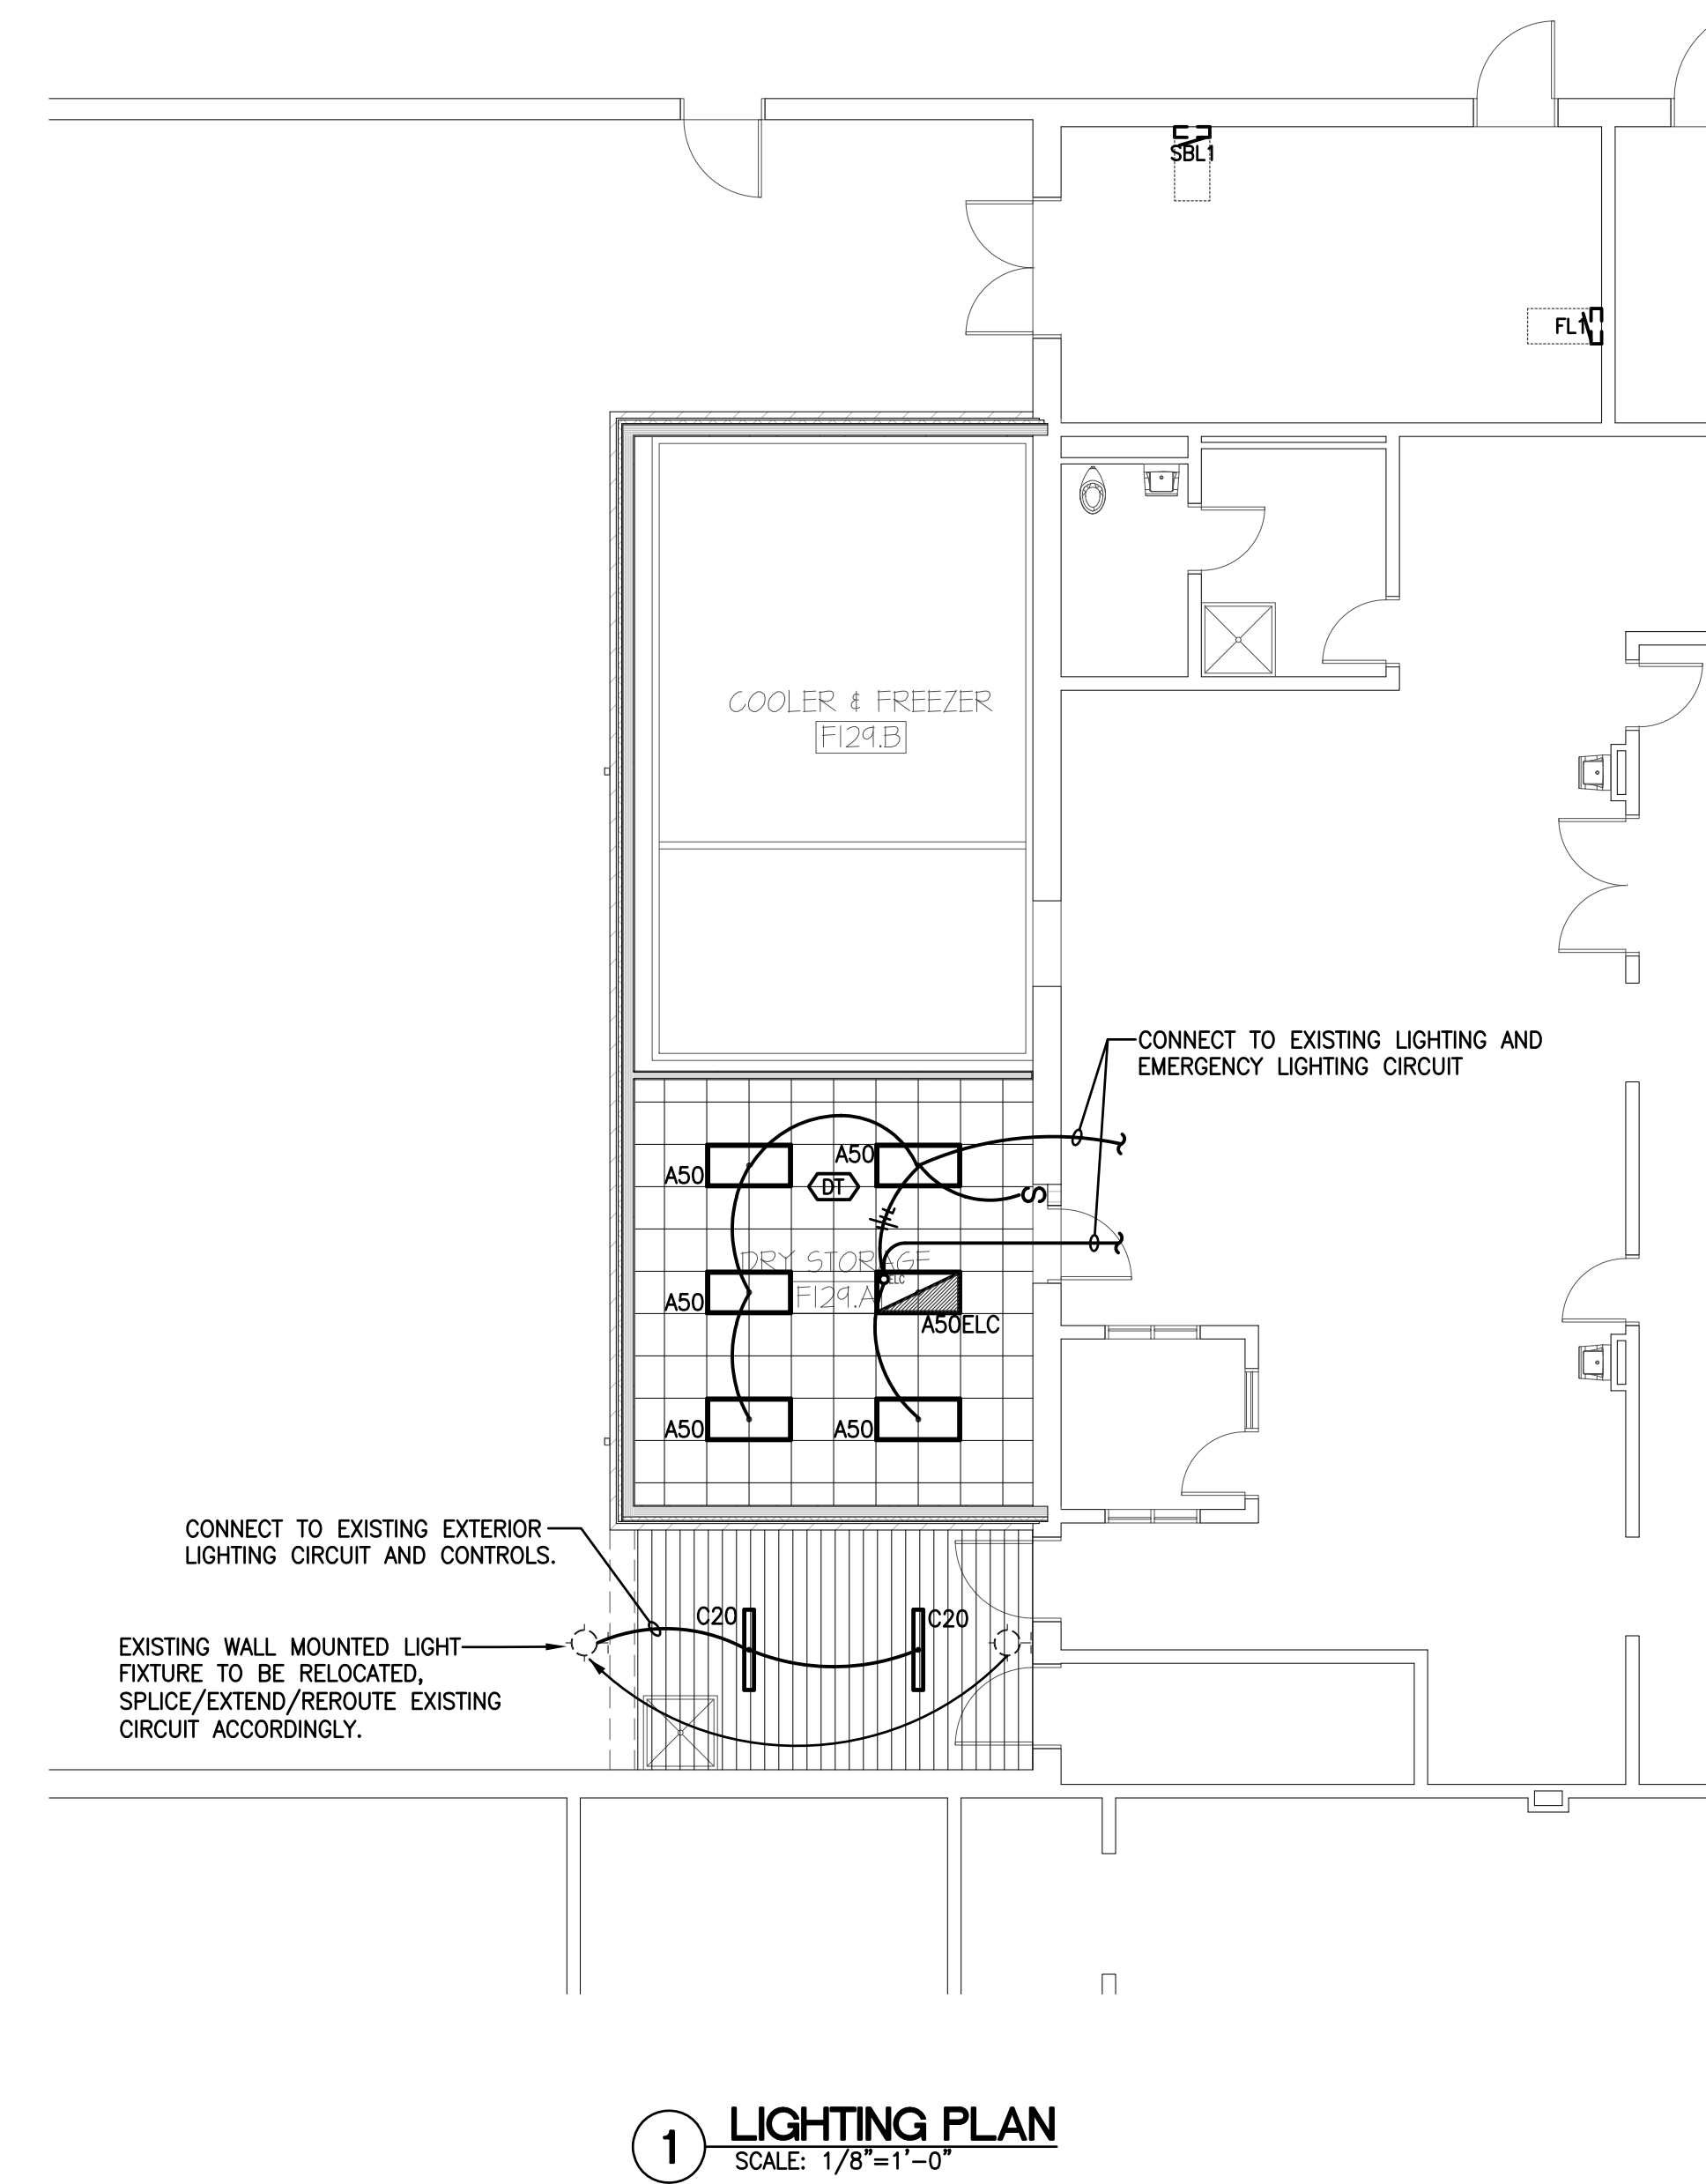 SBL1
FL1
COOLER & FREEZER
F129.B
CONNECT TO EXISTING LIGHTING AND
EMERGENCY LIGHTING CIRCUIT
A50
A50
DT
S
DRY STORAGE
F129.A
ELC
A50
A50ELC
A50
A50
CONNECT TO EXISTING EXTERIOR
LIGHTING CIRCUIT AND CONTROLS.
C20
C20
EXISTING WALL MOUNTED LIGHT
FIXTURE TO BE RELOCATED,
SPLICE/EXTEND/REROUTE EXISTING
CIRCUIT ACCORDINGLY.
1
LIGHTING PLAN
SCALE: 1/8"=1'-0"